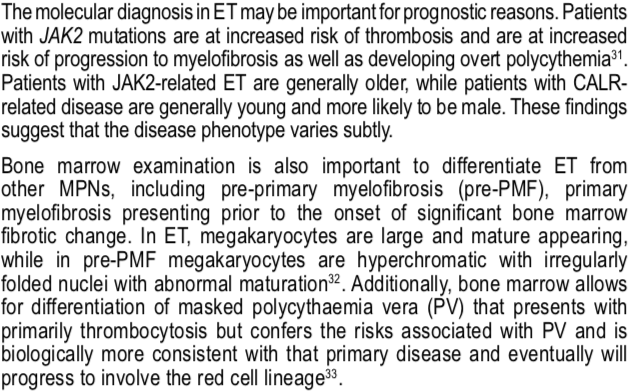 The molecular diagnosis in ET may be important for prognostic reasons. Patients
with JAK2 mutations are at increased risk of thrombosis and are at increased
risk of progression to myelofibrosis as well as developing overt polycythemia³¹.
Patients with JAK2-related ET are generally older, while patients with CALR-
related disease are generally young and more likely to be male. These findings
suggest that the disease phenotype varies subtly.
Bone marrow examination is also important to differentiate ET from
other MPNs, including pre-primary myelofibrosis (pre-PMF), primary
myelofibrosis presenting prior to the onset of significant bone marrow
fibrotic change. In ET, megakaryocytes are large and mature appearing,
while in pre-PMF megakaryocytes are hyperchromatic with irregularly
folded nuclei with abnormal maturation³². Additionally, bone marrow allows
for differentiation of masked polycythaemia vera (PV) that presents with
primarily thrombocytosis but confers the risks associated with PV and is
biologically more consistent with that primary disease and eventually will
progress to involve the red cell lineage³³.